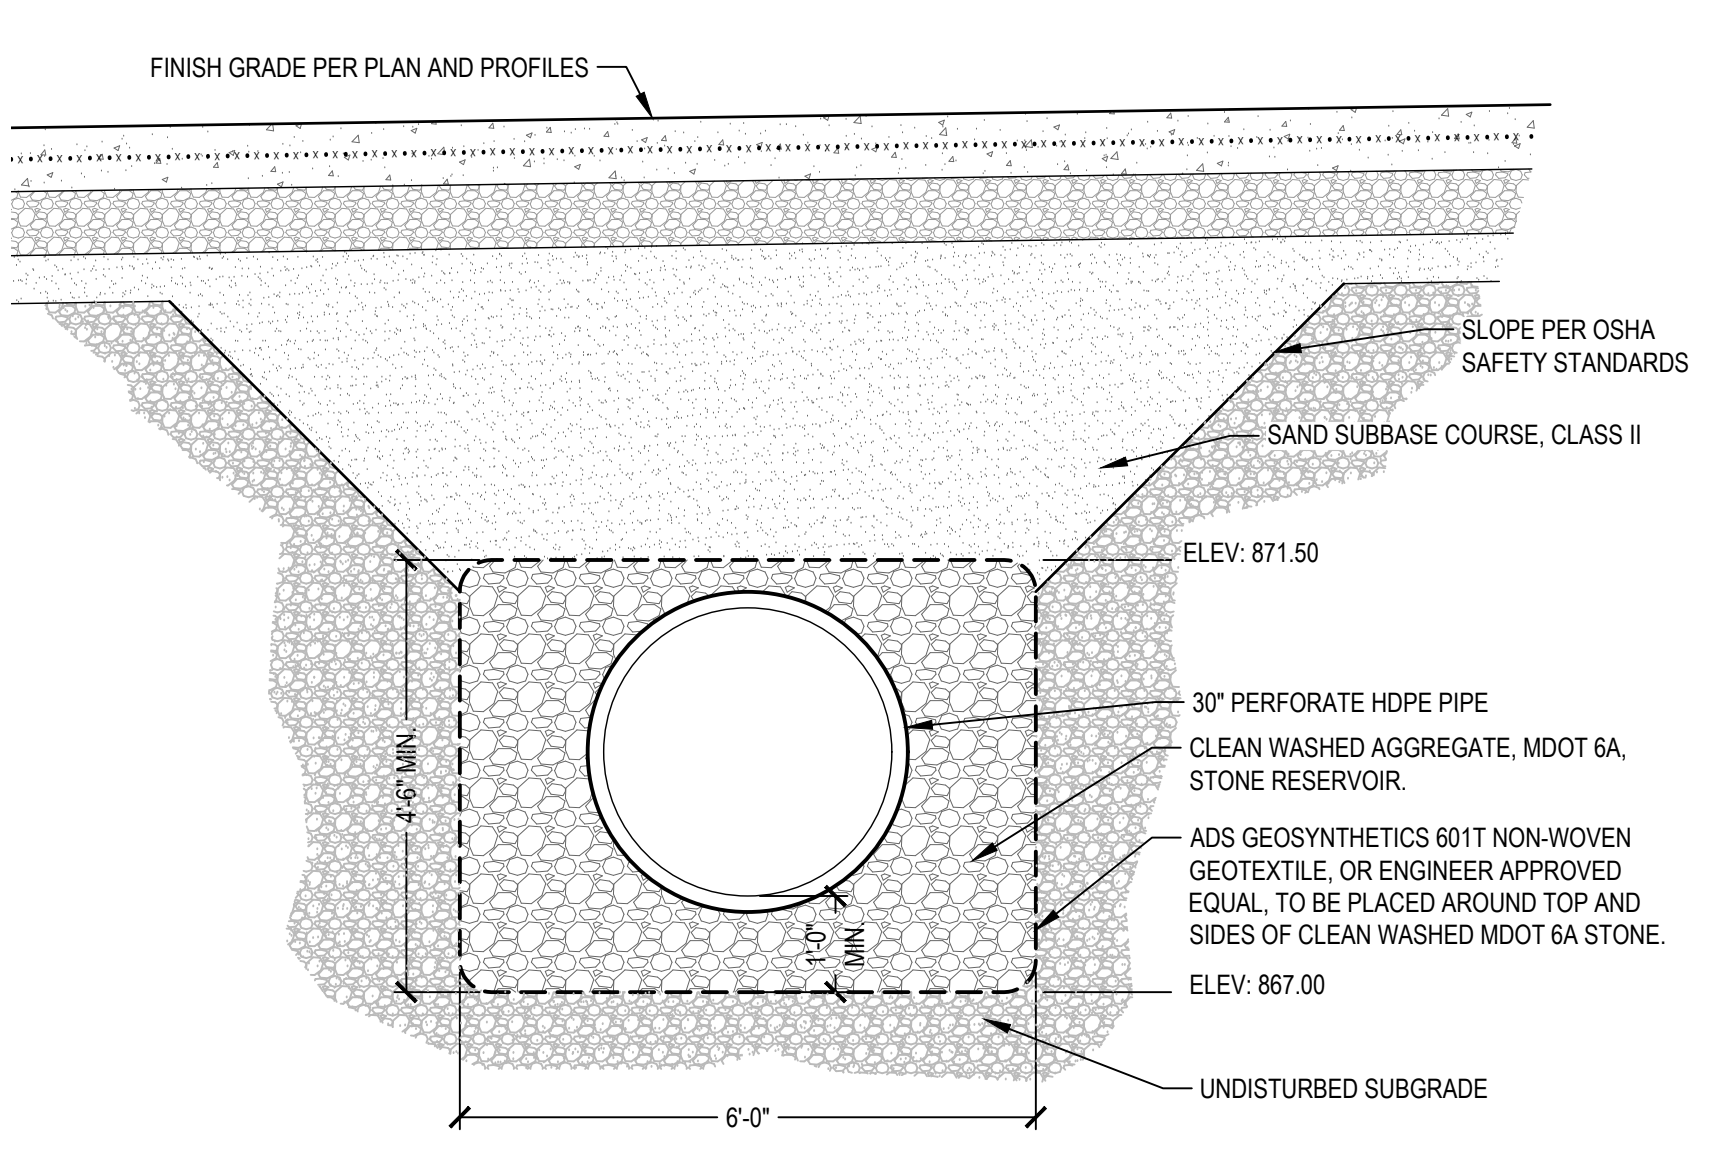 FINISH GRADE PER PLAN AND PROFILES
SLOPE PER OSHA
SAFETY STANDARDS
SAND SUBBASE COURSE, CLASS II
ELEV: 871.50
30" PERFORATE HDPE PIPE
CLEAN WASHED AGGREGATE, MDOT 6A,
STONE RESERVOIR.
4'-6" MIN.
ADS GEOSYNTHETICS 601T NON-WOVEN
GEOTEXTILE, OR ENGINEER APPROVED
EQUAL, TO BE PLACED AROUND TOP AND
SIDES OF CLEAN WASHED MDOT 6A STONE.
1'-0"
MIN.
ELEV: 867.00
UNDISTURBED SUBGRADE
6'-0"